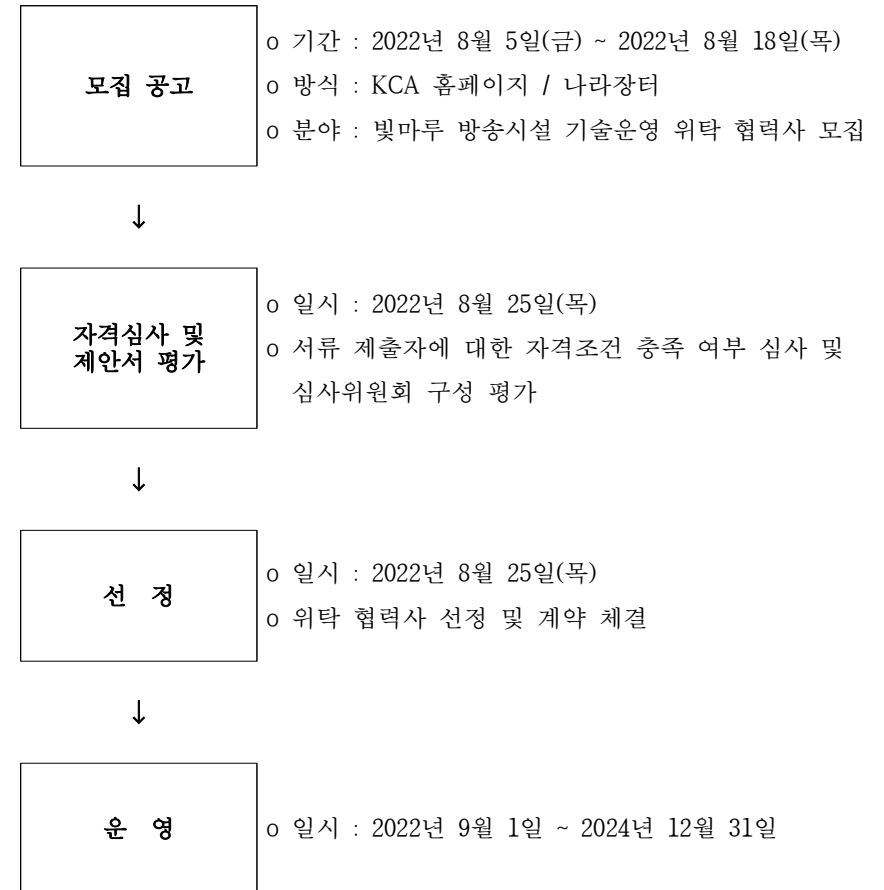 모집 공고
o 기간 : 2022년 8월 5일(금) ~ 2022년 8월 18일(목)
o 방식 : KCA 홈페이지 / 나라장터
o 분야 : 빛마루 방송시설 기술운영 위탁 협력사 모집
↓
자격심사 및
제안서 평가
o 일시 : 2022년 8월 25일(목)
o 서류 제출자에 대한 자격조건 충족 여부 심사 및
심사위원회 구성 평가
↓
선 정
o 일시 : 2022년 8월 25일(목)
o 위탁 협력사 선정 및 계약 체결
↓
운 영
o 일시 : 2022년 9월 1일 ~ 2024년 12월 31일